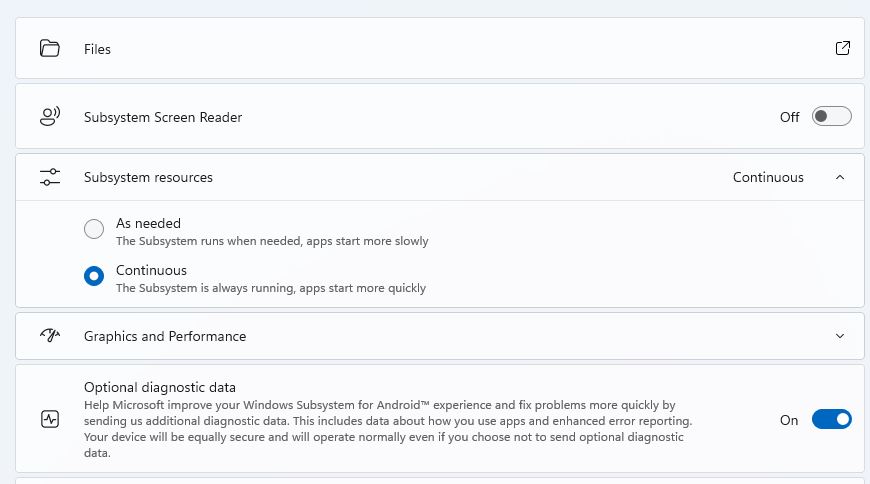 Files
Subsystem Screen Reader
Off
Subsystem resources
Continuous
As needed
The Subsystem runs when needed, apps start more slowly
Continuous
The Subsystem is always running, apps start more quickly
Graphics and Performance
Optional diagnostic data
Help Microsoft improve your Windows Subsystem for Android™ experience and fix problems more quickly by
sending us additional diagnostic data. This includes data about how you use apps and enhanced error reporting.
Your device will be equally secure and will operate normally even if you choose not to send optional diagnostic
data.
On